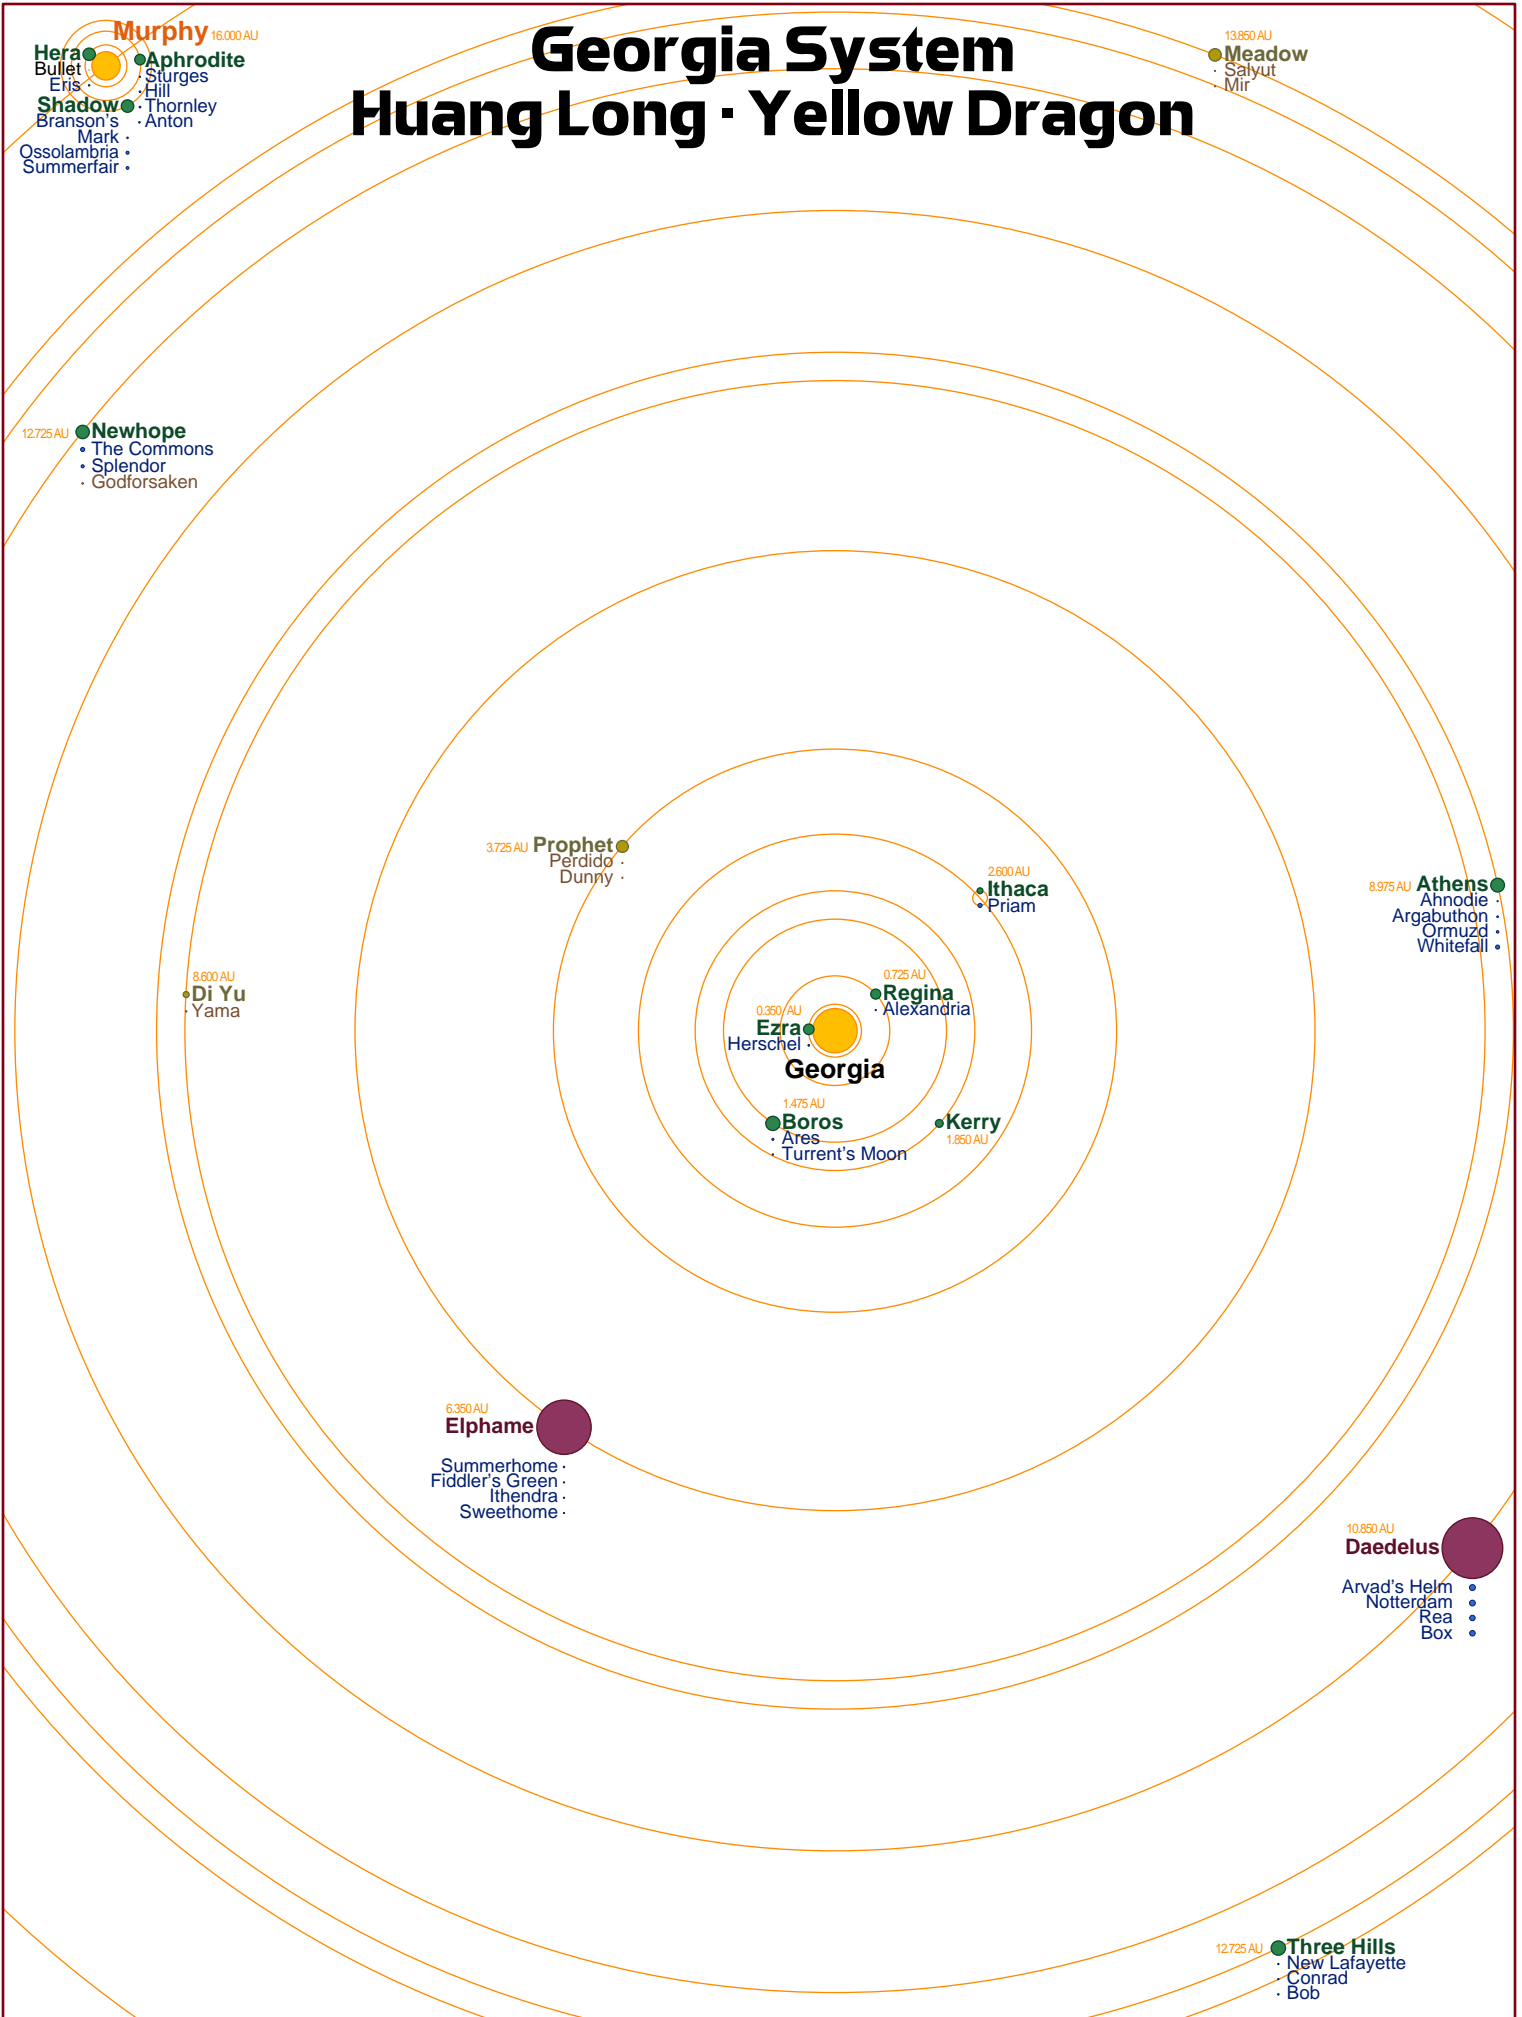 Georgia System
Huang Long · Yellow Dragon
Murphy 16.000 AU
Hera
Bullet
Eris
Shadow
Branson's
Mark
Ossolambria
Summerfair
Aphrodite
Sturges
Hill
Thornley
Anton
13.850 AU
Meadow
Salyut
Mir
12.725 AU Newhope
The Commons
Splendor
Godforsaken
3.725 AU Prophet
Perdido
Dunny
2.600 AU
Ithaca
Priam
8.975 AU Athens
Ahnodie
Argabuthon
Ormuzd
Whitefall
8.600 AU
Di Yu
Yama
0.725 AU
Regina
Alexandria
0.350 AU
Ezra
Herschel
Georgia
1.475 AU
Boros
Ares
Turrent's Moon
Kerry
1.850 AU
6.350 AU
Elphame
Summerhome
Fiddler's Green
Ithendra
Sweethome
10.850 AU
Daedelus
Arvad's Helm
Notterdam
Rea
Box
12.725 AU Three Hills
New Lafayette
Conrad
Bob